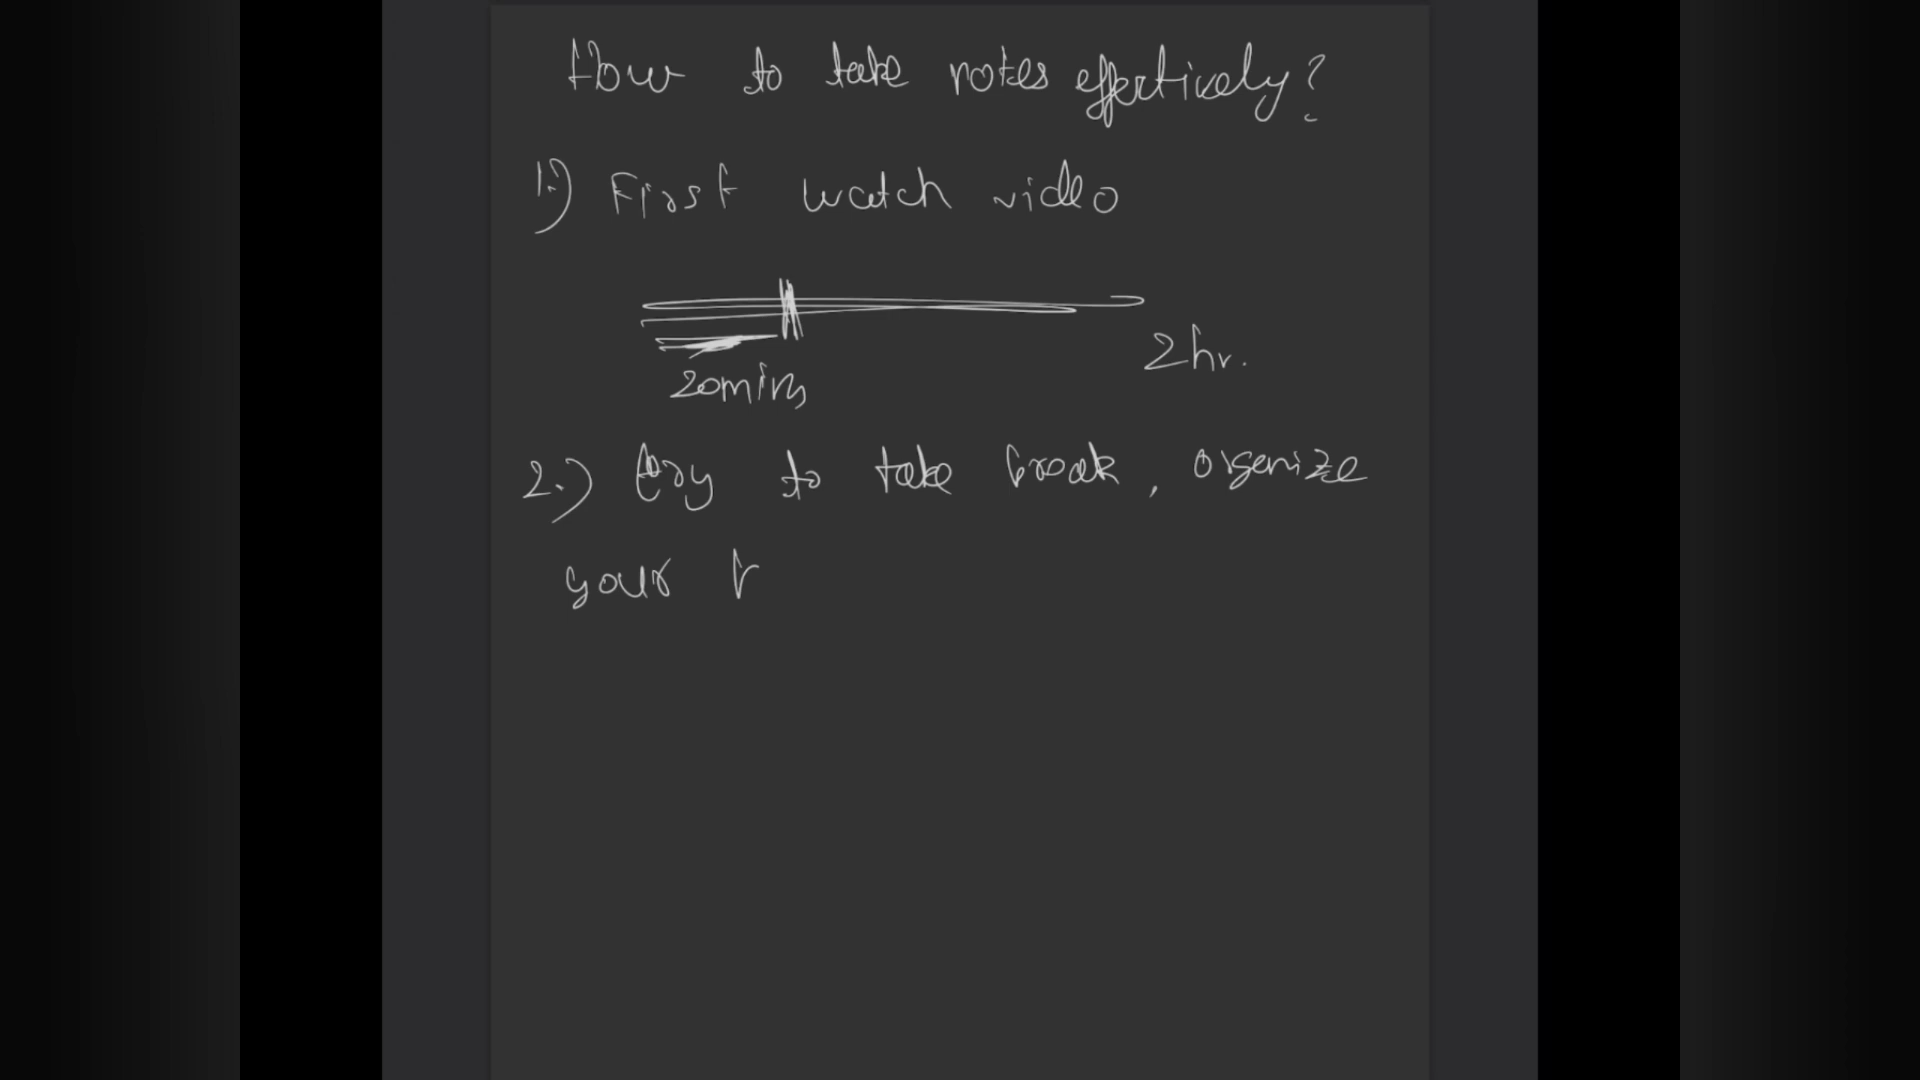 How to take notes effectively?
1.) First watch video
2hr.
20mins
2.) try to take break, organize
your